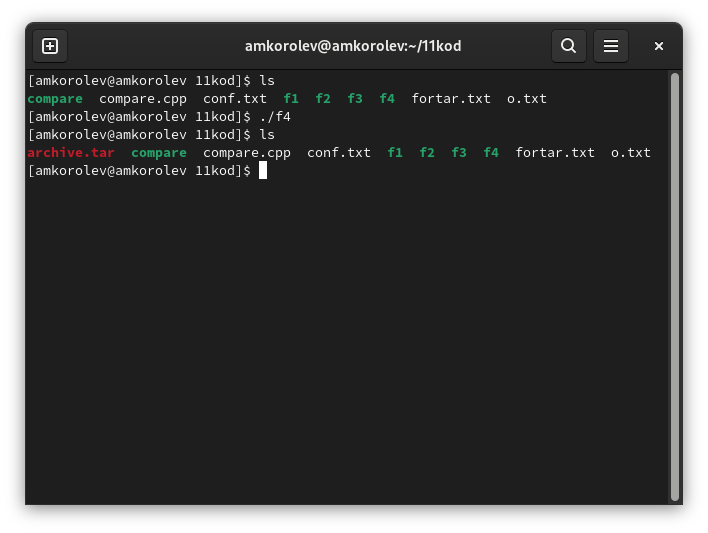 amkorolev@amkorolev:~/11kod
[amkorolev@amkorolev 11kod]$ ls
compare  compare.cpp  conf.txt  f1  f2  f3  f4  fortar.txt  o.txt
[amkorolev@amkorolev 11kod]$ ./f4
[amkorolev@amkorolev 11kod]$ ls
archive.tar  compare  compare.cpp  conf.txt  f1  f2  f3  f4  fortar.txt  o.txt
[amkorolev@amkorolev 11kod]$